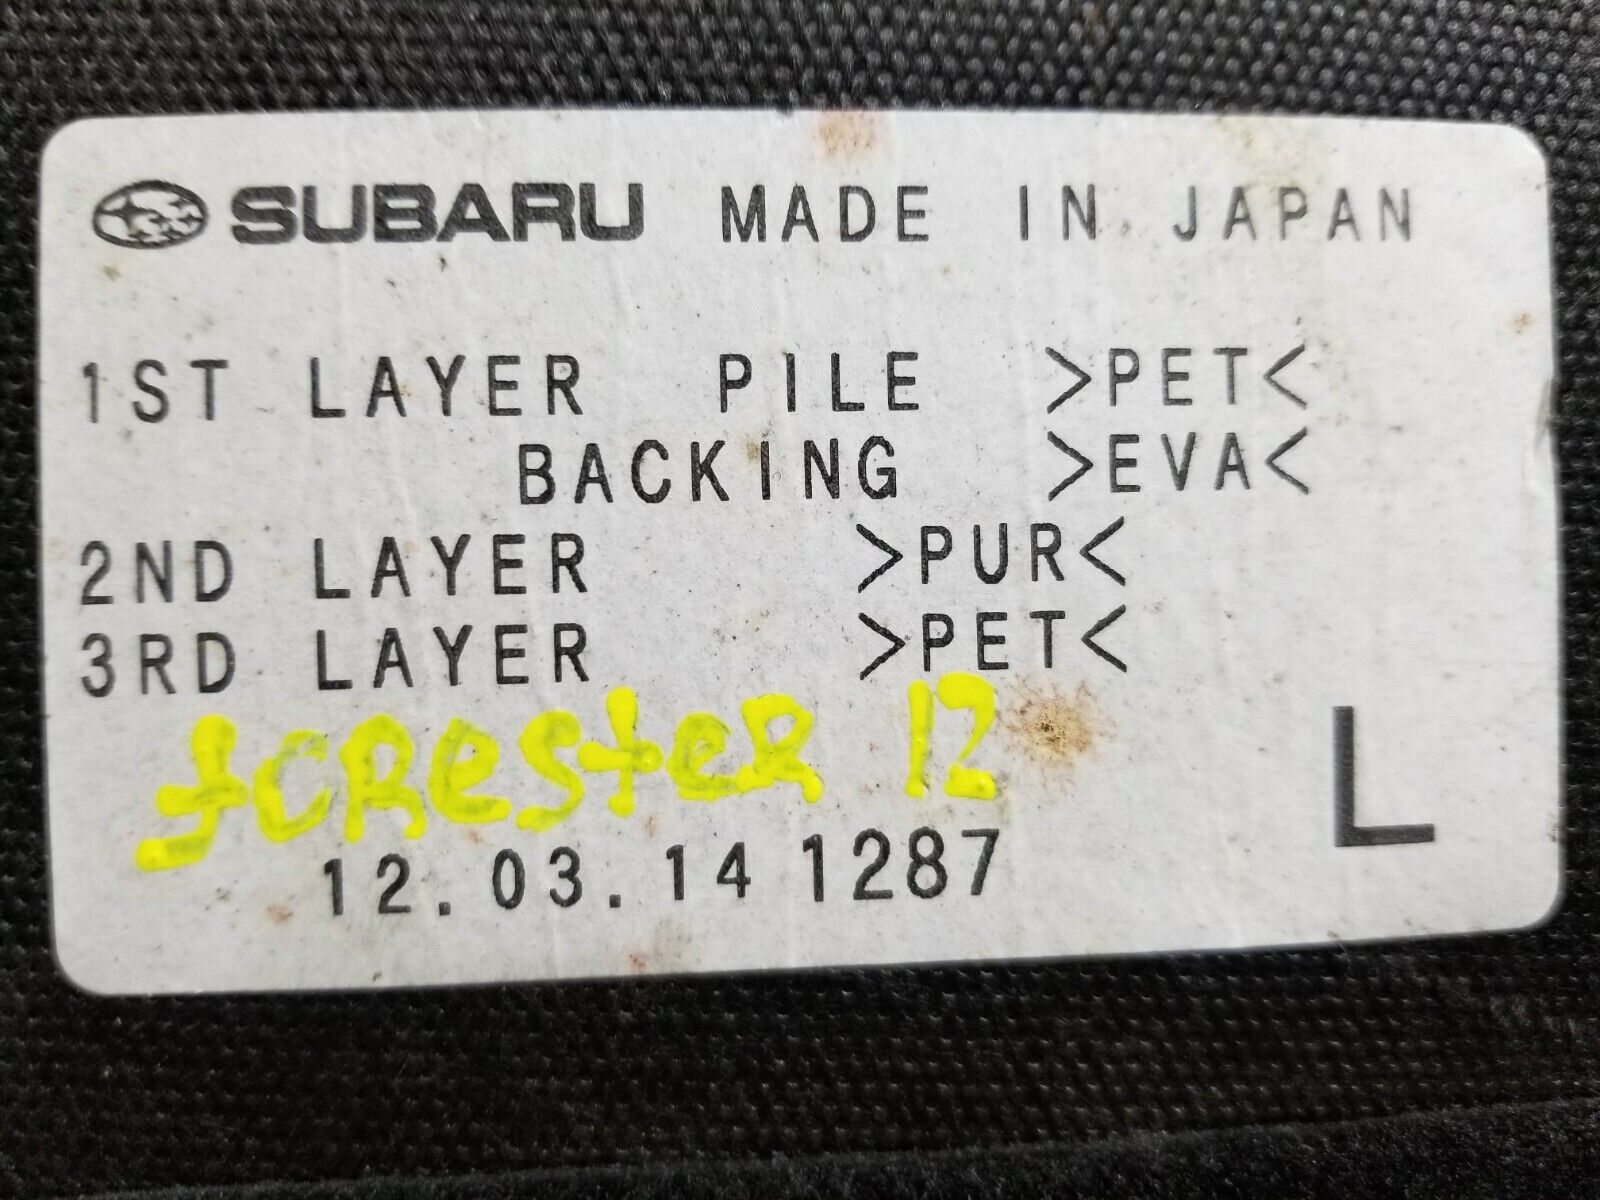 SUBARU MADE IN JAPAN
1ST LAYER PILE >PET<
BACKING >EVA<
2ND LAYER >PUR<
3RD LAYER >PET<
forester 12
L
12.03.14 1287